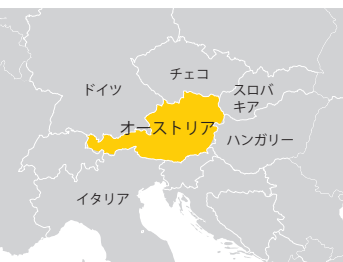 チェコ
ドイツ
スロバ
キア
オーストリア
ハンガリー
イタリア